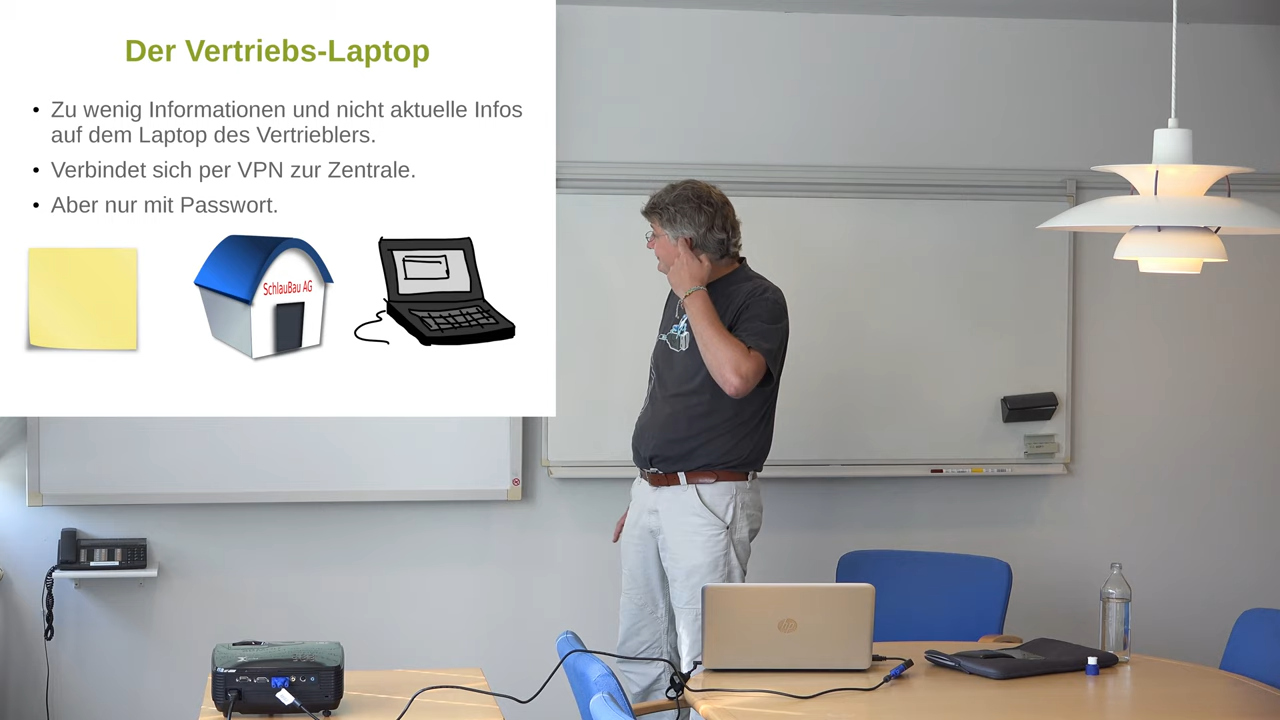 Der Vertriebs-Laptop
• Zu wenig Informationen und nicht aktuelle Infos
auf dem Laptop des Vertrieblers.
• Verbindet sich per VPN zur Zentrale.
• Aber nur mit Passwort.
SchlauBau AG
hp